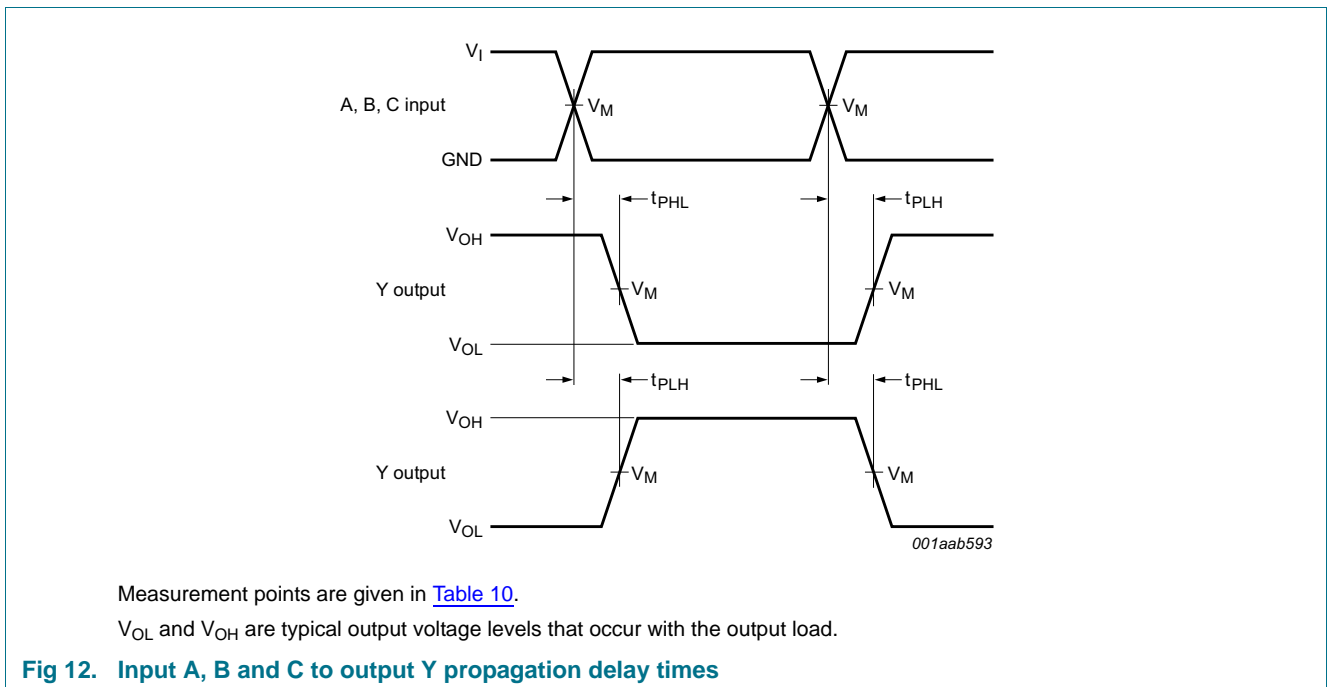 V_I
A, B, C input
V_M V_M
GND
t_PHL t_PLH
V_OH
Y output
V_M V_M
V_OL
t_PLH t_PHL
V_OH
Y output
V_M V_M
V_OL
001aab593
Measurement points are given in Table 10.
V_OL and V_OH are typical output voltage levels that occur with the output load.
Fig 12. Input A, B and C to output Y propagation delay times